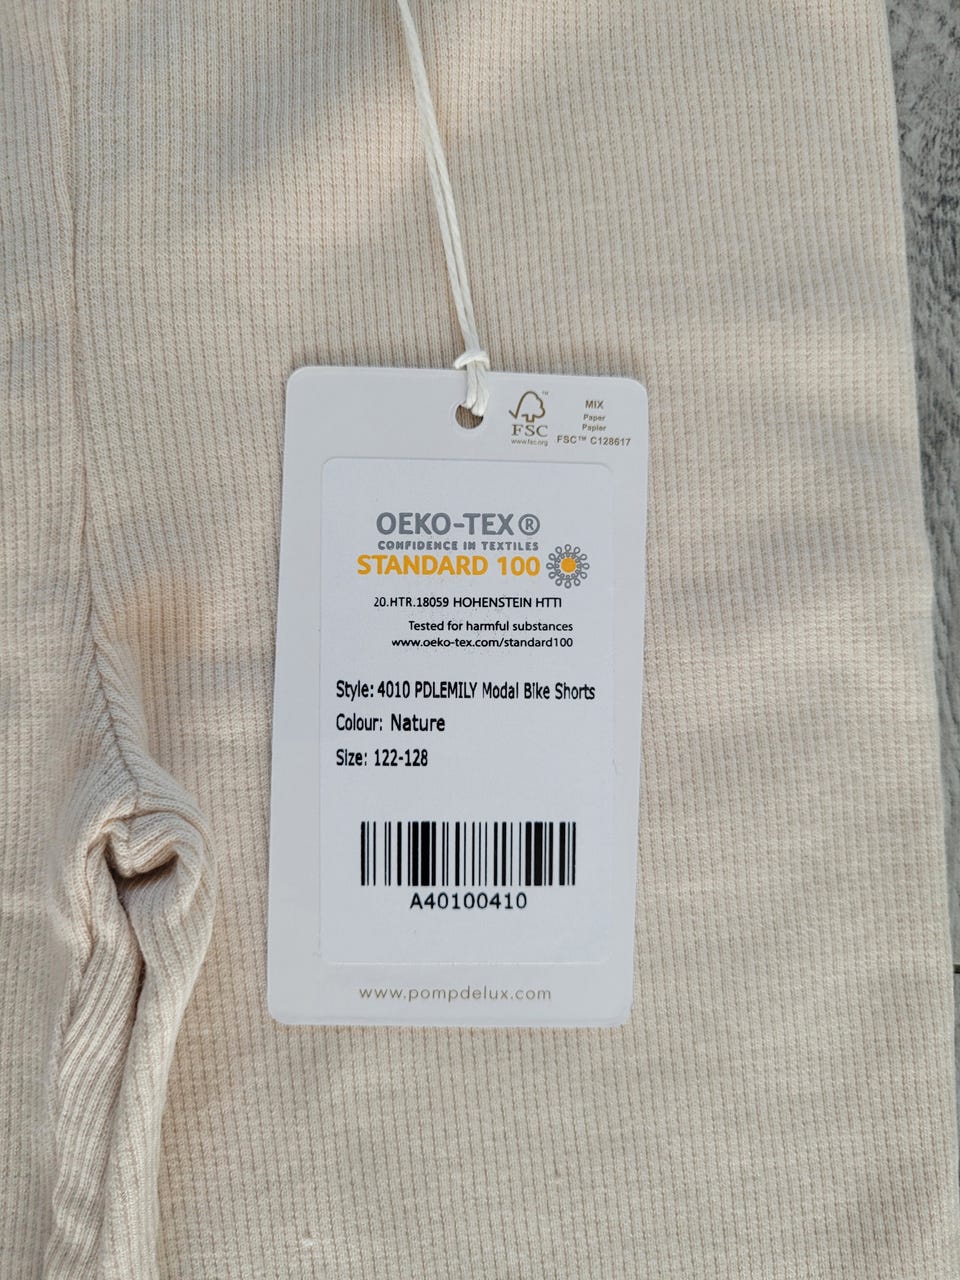 FSC™
www.fsc.org
MIX
Paper
Papier
FSC™ C128617
OEKO-TEX®
CONFIDENCE IN TEXTILES
STANDARD 100
20.HTR.18059 HOHENSTEIN HTTI
Tested for harmful substances
www.oeko-tex.com/standard100
Style: 4010 PDLEMILY Modal Bike Shorts
Colour: Nature
Size: 122-128
A40100410
www.pompdelux.com